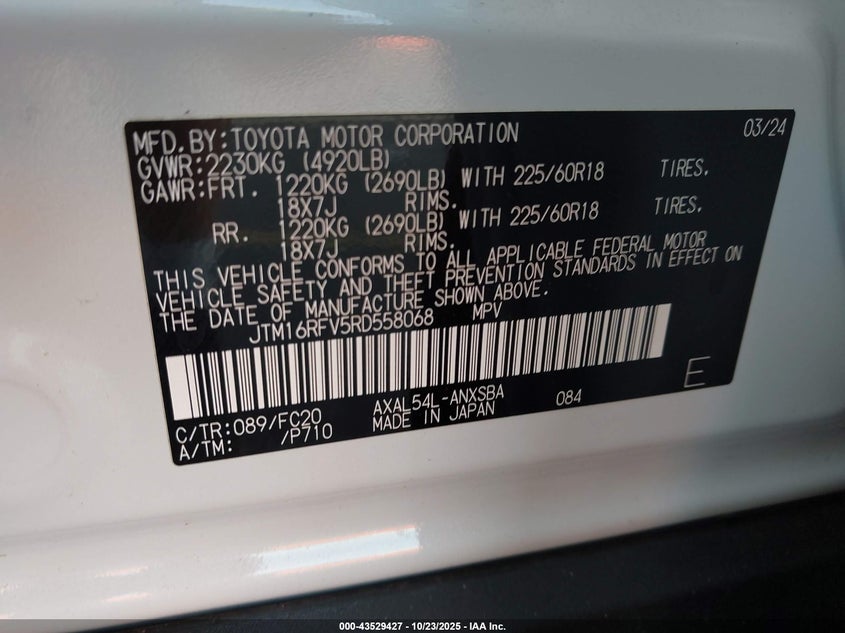 MFD.BY:TOYOTA MOTOR CORPORATION 03/24
GVWR:2230KG (4920LB)
GAWR:FRT. 1220KG (2690LB) WITH 225/60R18 TIRES.
18X7J RIMS.
RR. 1220KG (2690LB) WITH 225/60R18 TIRES.
18X7J RIMS.
THIS VEHICLE CONFORMS TO ALL APPLICABLE FEDERAL MOTOR
VEHICLE SAFETY AND THEFT PREVENTION STANDARDS IN EFFECT ON
THE DATE OF MANUFACTURE SHOWN ABOVE.
JTM16RFV5RD558068 MPV
C/TR:089/FC20 AXAL54L-ANXSBA 084 E
A/TM: /P710 MADE IN JAPAN
000-43529427 - 10/23/2025 - IAA Inc.